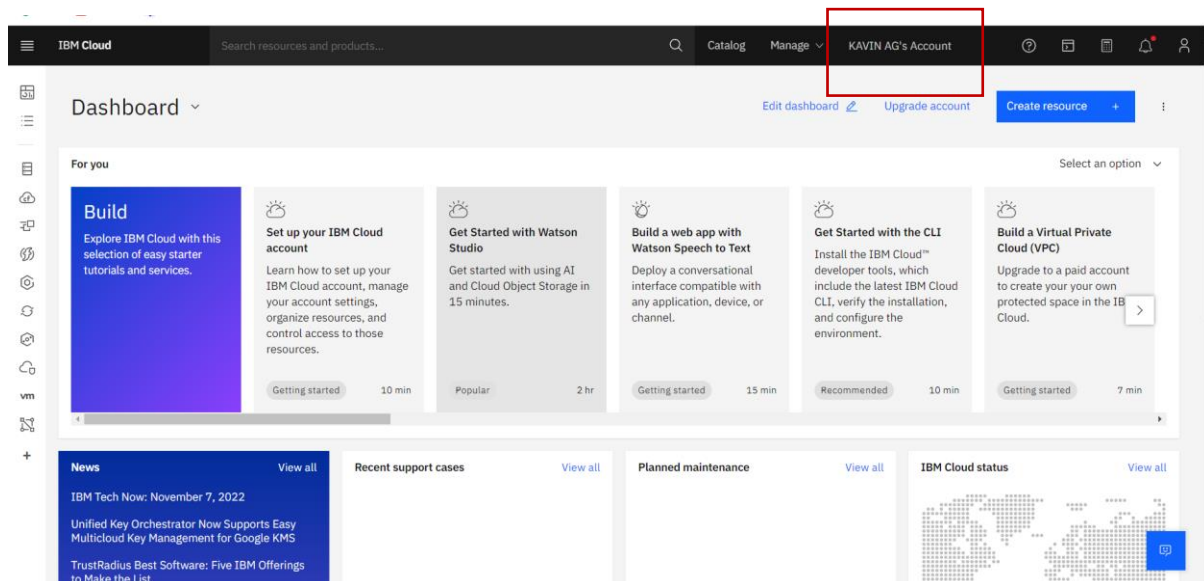 IBM Cloud
Search resources and products...
Catalog
Manage
KAVIN AG's Account
Dashboard
Edit dashboard
Upgrade account
Create resource +
For you
Select an option
Build
Explore IBM Cloud with this
selection of easy starter
tutorials and services.
Set up your IBM Cloud
account
Learn how to set up your
IBM Cloud account, manage
your account settings,
organize resources, and
control access to those
resources.
Getting started
10 min
Get Started with Watson
Studio
Get started with using AI
and Cloud Object Storage in
15 minutes.
Popular
2 hr
Build a web app with
Watson Speech to Text
Deploy a conversational
interface compatible with
any application, device, or
channel.
Getting started
15 min
Get Started with the CLI
Install the IBM Cloud™
developer tools, which
include the latest IBM Cloud
CLI, verify the installation,
and configure the
environment.
Recommended
10 min
Build a Virtual Private
Cloud (VPC)
Upgrade to a paid account
to create your your own
protected space in the IB
Cloud.
Getting started
7 min
vm
+
News
View all
IBM Tech Now: November 7, 2022
Unified Key Orchestrator Now Supports Easy
Multicloud Key Management for Google KMS
TrustRadius Best Software: Five IBM Offerings
to Make the List
Recent support cases
View all
Planned maintenance
View all
IBM Cloud status
View all